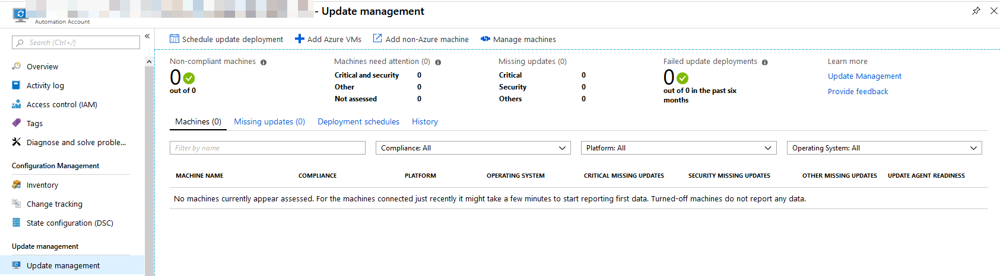 - Update management
Automation Account
Search (Ctrl+/)
«
Overview
Activity log
Access control (IAM)
Tags
Diagnose and solve proble...
Configuration Management
Inventory
Change tracking
State configuration (DSC)
Update management
Update management
Schedule update deployment Add Azure VMs Add non-Azure machine Manage machines
Non-compliant machines
0
out of 0
Machines need attention (0)
Critical and security 0
Other 0
Not assessed 0
Missing updates (0)
Critical 0
Security 0
Others 0
Failed update deployments
0
out of 0 in the past six
months
Learn more
Update Management
Provide feedback
Machines (0) Missing updates (0) Deployment schedules History
Filter by name Compliance: All Platform: All Operating System: All
MACHINE NAME COMPLIANCE PLATFORM OPERATING SYSTEM CRITICAL MISSING UPDATES SECURITY MISSING UPDATES OTHER MISSING UPDATES UPDATE AGENT READINESS
No machines currently appear assessed. For the machines connected just recently it might take a few minutes to start reporting first data. Turned-off machines do not report any data.